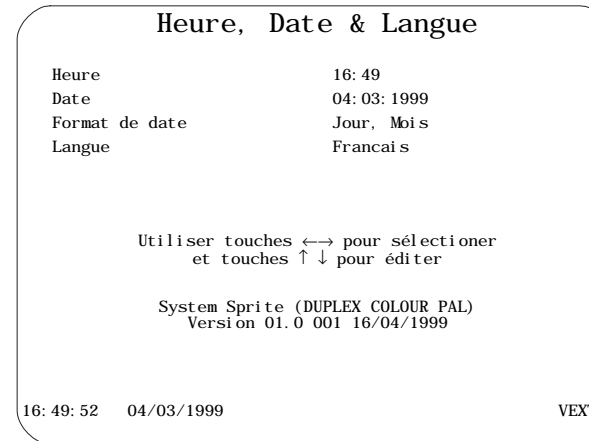 Heure, Date & Langue
Heure 16:49
Date 04:03:1999
Format de date Jour, Mois
Langue Francais
Utiliser touches ←→ pour sélectioner
et touches ↑ ↓ pour éditer
System Sprite (DUPLEX COLOUR PAL)
Version 01.0 001 16/04/1999
16:49:52 04/03/1999 VEXT